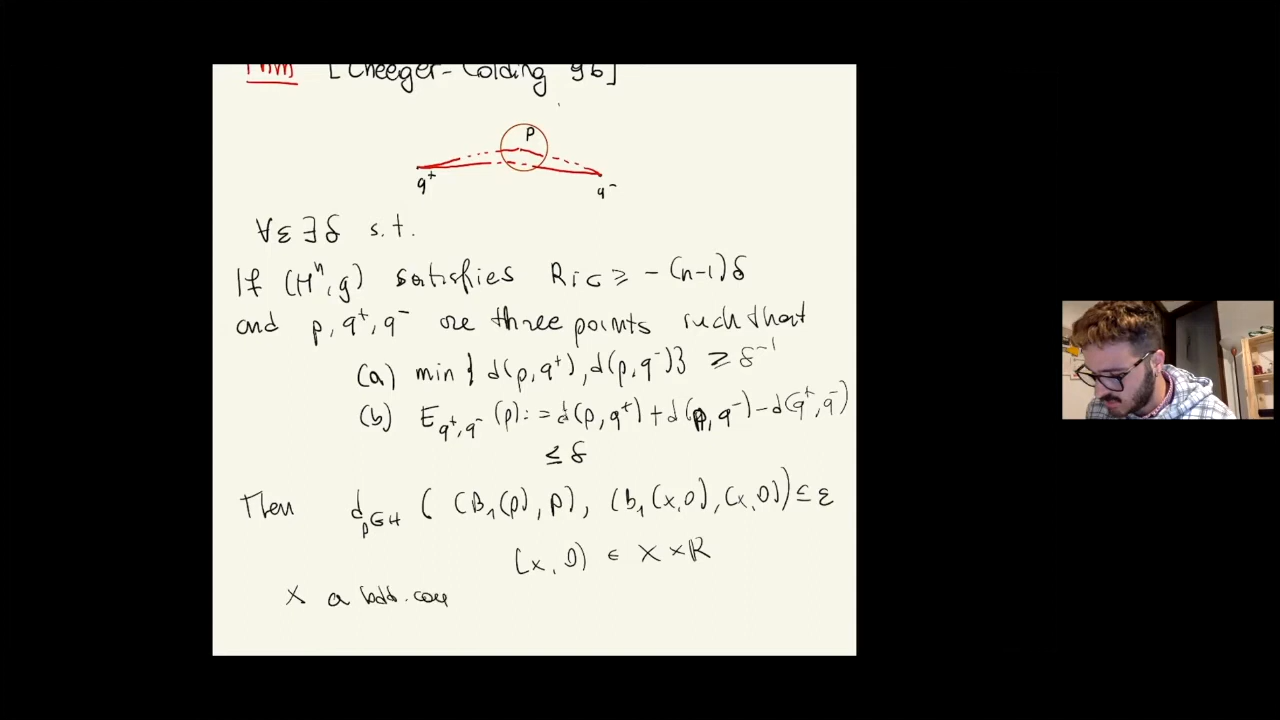 Thm [Cheeger-Colding 96]
p
q⁺ q⁻
∀ε ∃δ s.t.
If (Mⁿ, g) satisfies Ric ≥ -(n-1)δ
and p, q⁺, q⁻ are three points such that
(a) min { d(p, q⁺), d(p, q⁻) } ≥ δ⁻¹
(b) E_{q⁺,q⁻}(p) := d(p, q⁺) + d(p, q⁻) - d(q⁺, q⁻)
≤ δ
Then d_{pGH} ( (B₁(p), p), (B₁(x,0), (x,0)) ) ≤ ε
(x, 0) ∈ X × ℝ
X a bdd. com